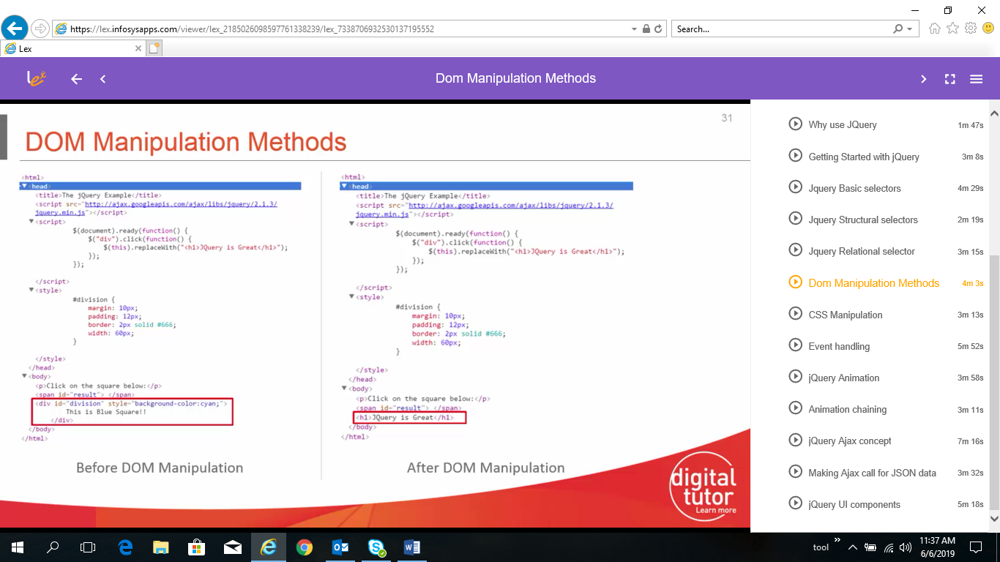 https://lex.infosysapps.com/viewer/lex_2185026098597761338239/lex_7338706932530137195552
Search...
Lex
lex
Dom Manipulation Methods
31
DOM Manipulation Methods
<html>
<head>
<title>The jQuery Example</title>
<script src="http://ajax.googleapis.com/ajax/libs/jquery/2.1.3/
jquery.min.js"></script>
<script>
$(document).ready(function() {
$("div").click(function() {
$(this).replaceWith("<h1>JQuery is Great</h1>");
});
});
</script>
<style>
#division {
margin: 10px;
padding: 12px;
border: 2px solid #666;
width: 60px;
}
</style>
</head>
<body>
<p>Click on the square below:</p>
<span id="result"> </span>
<div id="division" style="background-color:cyan;">
This is Blue Square!!
</div>
</body>
</html>
Before DOM Manipulation
<html>
<head>
<title>The jQuery Example</title>
<script src="http://ajax.googleapis.com/ajax/libs/jquery/2.1.3/
jquery.min.js"></script>
<script>
$(document).ready(function() {
$("div").click(function() {
$(this).replaceWith("<h1>JQuery is Great</h1>");
});
});
</script>
<style>
#division {
margin: 10px;
padding: 12px;
border: 2px solid #666;
width: 60px;
}
</style>
</head>
<body>
<p>Click on the square below:</p>
<span id="result"> </span>
<h1>JQuery is Great</h1>
</body>
</html>
After DOM Manipulation
digital
tutor
Learn more
Why use JQuery 1m 47s
Getting Started with jQuery 3m 8s
Jquery Basic selectors 4m 29s
Jquery Structural selectors 2m 19s
Jquery Relational selector 3m 15s
Dom Manipulation Methods 4m 3s
CSS Manipulation 3m 13s
Event handling 5m 52s
jQuery Animation 3m 58s
Animation chaining 3m 11s
jQuery Ajax concept 7m 16s
Making Ajax call for JSON data 3m 32s
jQuery UI components 5m 18s
tool
11:37 AM
6/6/2019